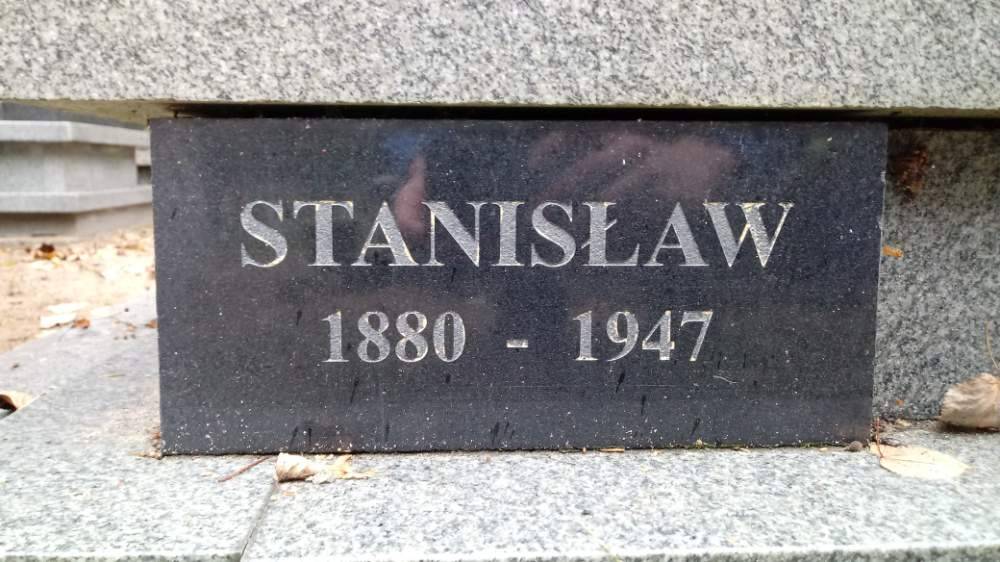 STANISŁAW
1880 - 1947